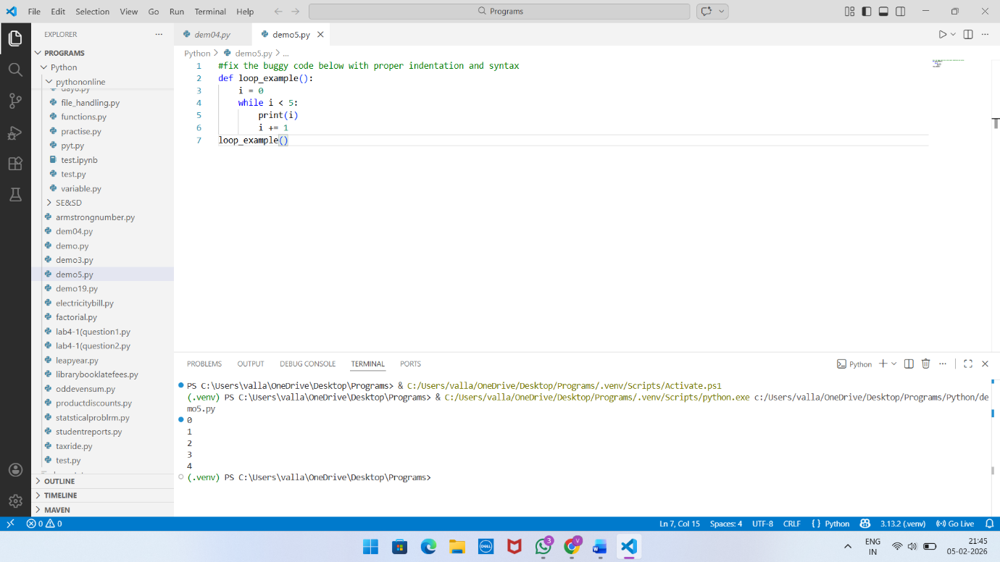 File Edit Selection View Go Run Terminal Help
Programs
EXPLORER
dem04.py
demo5.py
PROGRAMS
Python
pythononline
file_handling.py
functions.py
practise.py
pyt.py
test.ipynb
test.py
variable.py
SE&SD
armstrongnumber.py
dem04.py
demo.py
demo3.py
demo5.py
demo19.py
electricitybill.py
factorial.py
lab4-1(question1.py
lab4-1(question2.py
leapyear.py
librarybooklatefees.py
oddevensum.py
productdiscounts.py
statsticalproblrm.py
studentreports.py
taxride.py
test.py
OUTLINE
TIMELINE
MAVEN
Python > demo5.py > ...
1 #fix the buggy code below with proper indentation and syntax
2 def loop_example():
3 i = 0
4 while i < 5:
5 print(i)
6 i += 1
7 loop_example()
PROBLEMS OUTPUT DEBUG CONSOLE TERMINAL PORTS
Python
PS C:\Users\valla\OneDrive\Desktop\Programs> & C:/Users/valla/OneDrive/Desktop/Programs/.venv/Scripts/Activate.ps1
(.venv) PS C:\Users\valla\OneDrive\Desktop\Programs> & C:/Users/valla/OneDrive/Desktop/Programs/.venv/Scripts/python.exe c:/Users/valla/OneDrive/Desktop/Programs/Python/de
mo5.py
0
1
2
3
4
(.venv) PS C:\Users\valla\OneDrive\Desktop\Programs>
0 0
Ln 7, Col 15 Spaces: 4 UTF-8 CRLF { } Python 3.13.2 (.venv) Go Live
DELL
3
V
W
ENG
IN
21:45
05-02-2026